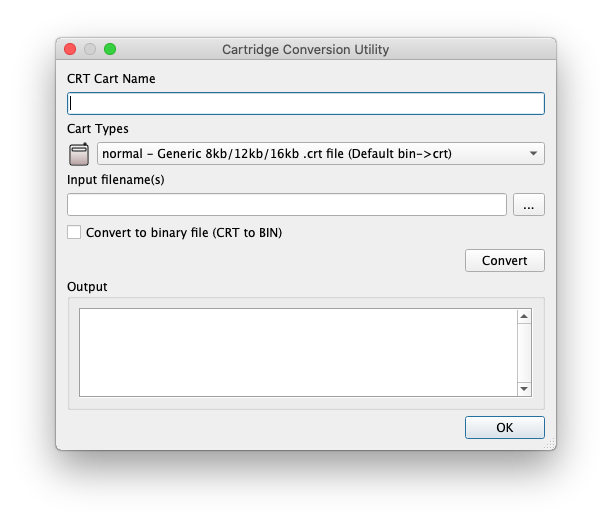 Cartridge Conversion Utility
CRT Cart Name
Cart Types
normal - Generic 8kb/12kb/16kb .crt file (Default bin->crt)
Input filename(s)
...
Convert to binary file (CRT to BIN)
Convert
Output
OK